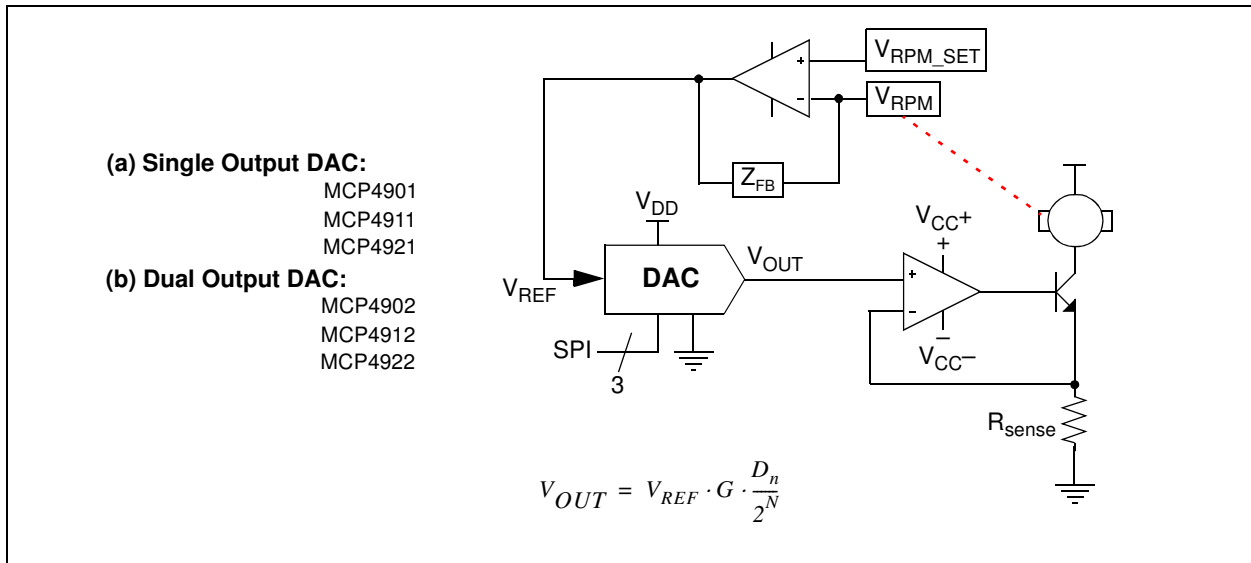 V_RPM_SET
+
–
V_RPM
Z_FB
(a) Single Output DAC:
MCP4901
MCP4911
MCP4921
(b) Dual Output DAC:
MCP4902
MCP4912
MCP4922
V_DD
DAC
V_REF
V_OUT
SPI
3
V_CC+
+
+
–
–
V_CC–
R_sense
V_OUT = V_REF · G · D_n / 2^N